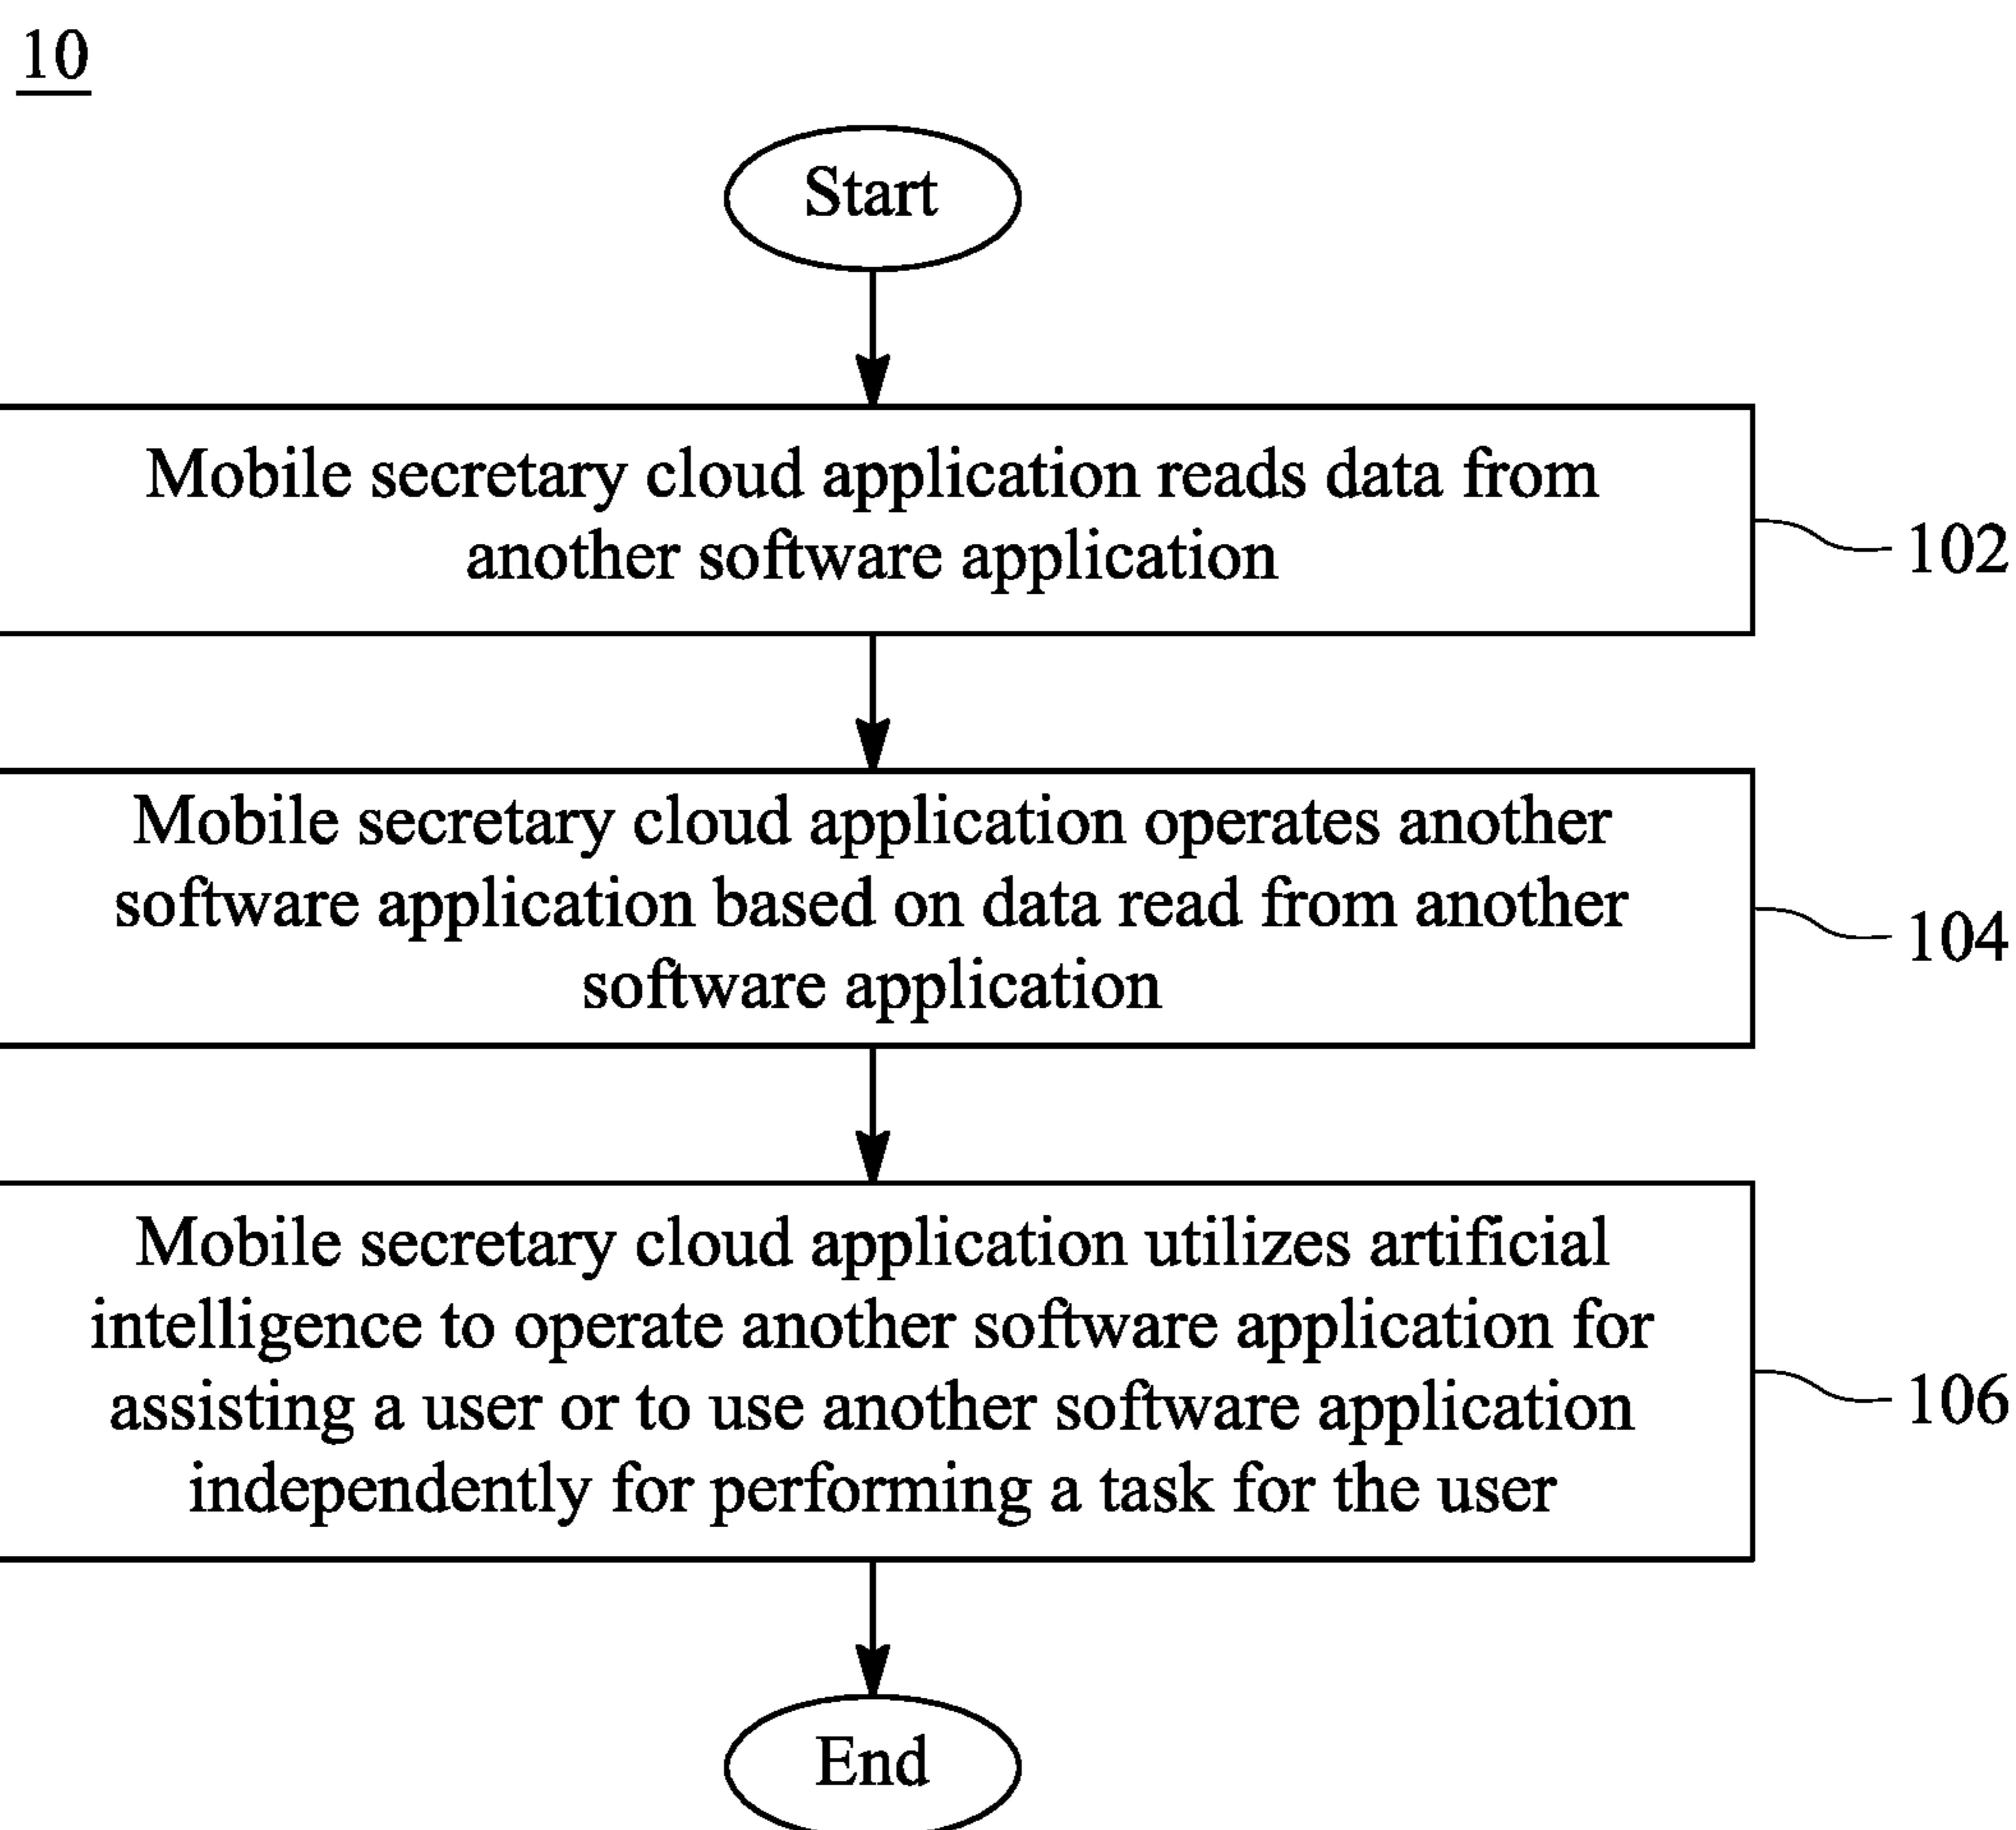 10
Start
Mobile secretary cloud application reads data from
another software application
102
Mobile secretary cloud application operates another
software application based on data read from another
software application
104
Mobile secretary cloud application utilizes artificial
intelligence to operate another software application for
assisting a user or to use another software application
independently for performing a task for the user
106
End